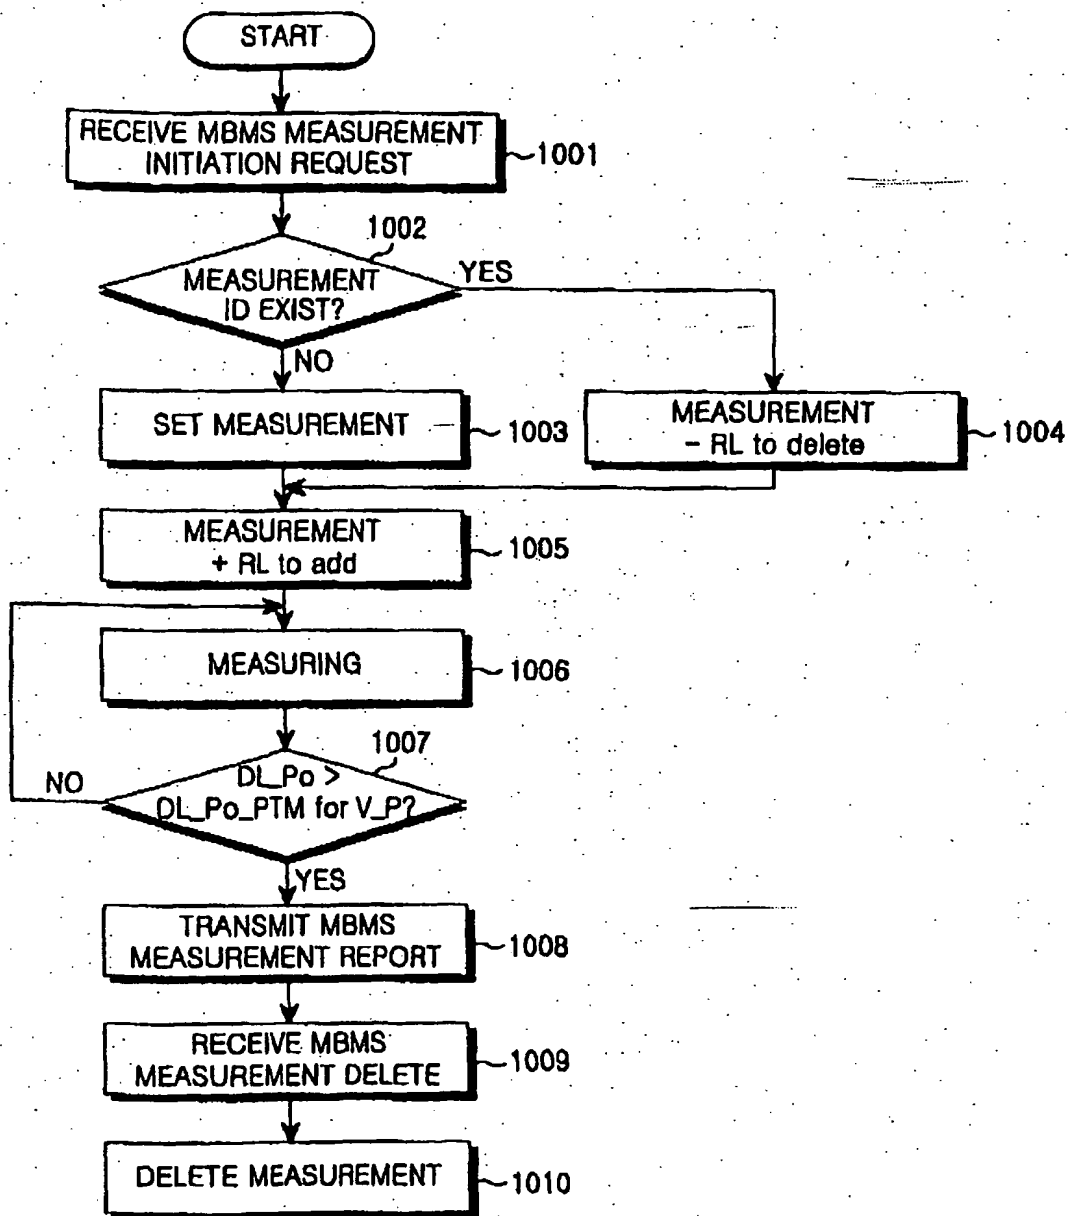 START
RECEIVE MBMS MEASUREMENT
INITIATION REQUEST
1001
1002
MEASUREMENT
ID EXIST?
YES
NO
SET MEASUREMENT
1003
MEASUREMENT
– RL to delete
1004
MEASUREMENT
+ RL to add
1005
MEASURING
1006
1007
DL_Po >
DL_Po_PTM for V_P?
NO
YES
TRANSMIT MBMS
MEASUREMENT REPORT
1008
RECEIVE MBMS
MEASUREMENT DELETE
1009
DELETE MEASUREMENT
1010